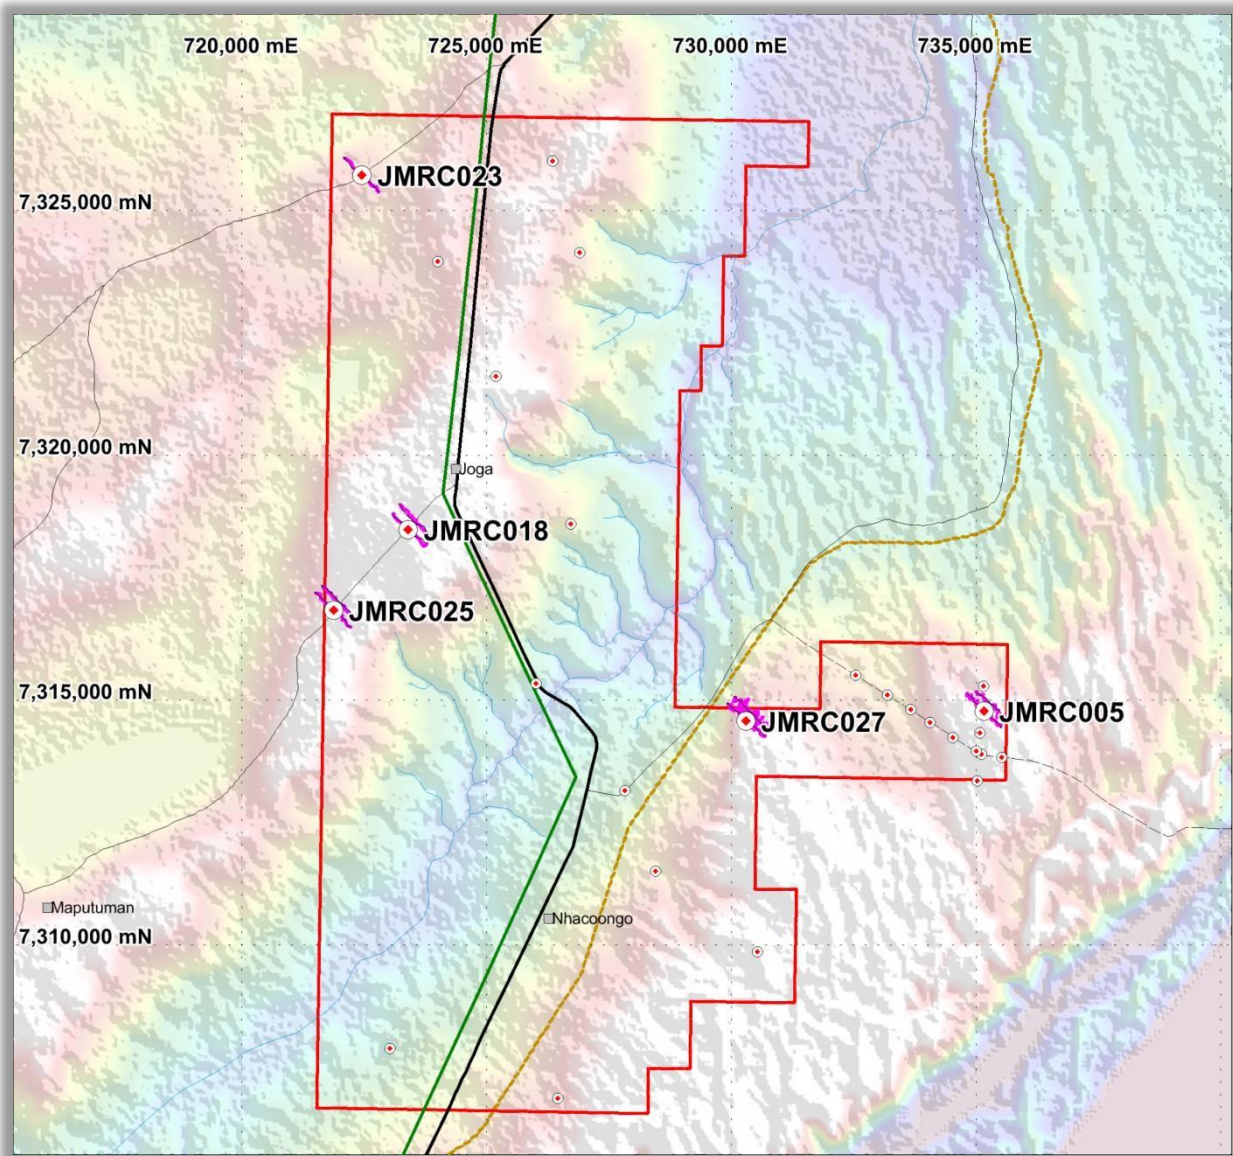 720,000 mE
725,000 mE
730,000 mE
735,000 mE
JMRC023
7,325,000 mN
7,320,000 mN
Joga
JMRC018
JMRC025
7,315,000 mN
JMRC027
JMRC005
Maputuman
Nhacoongo
7,310,000 mN